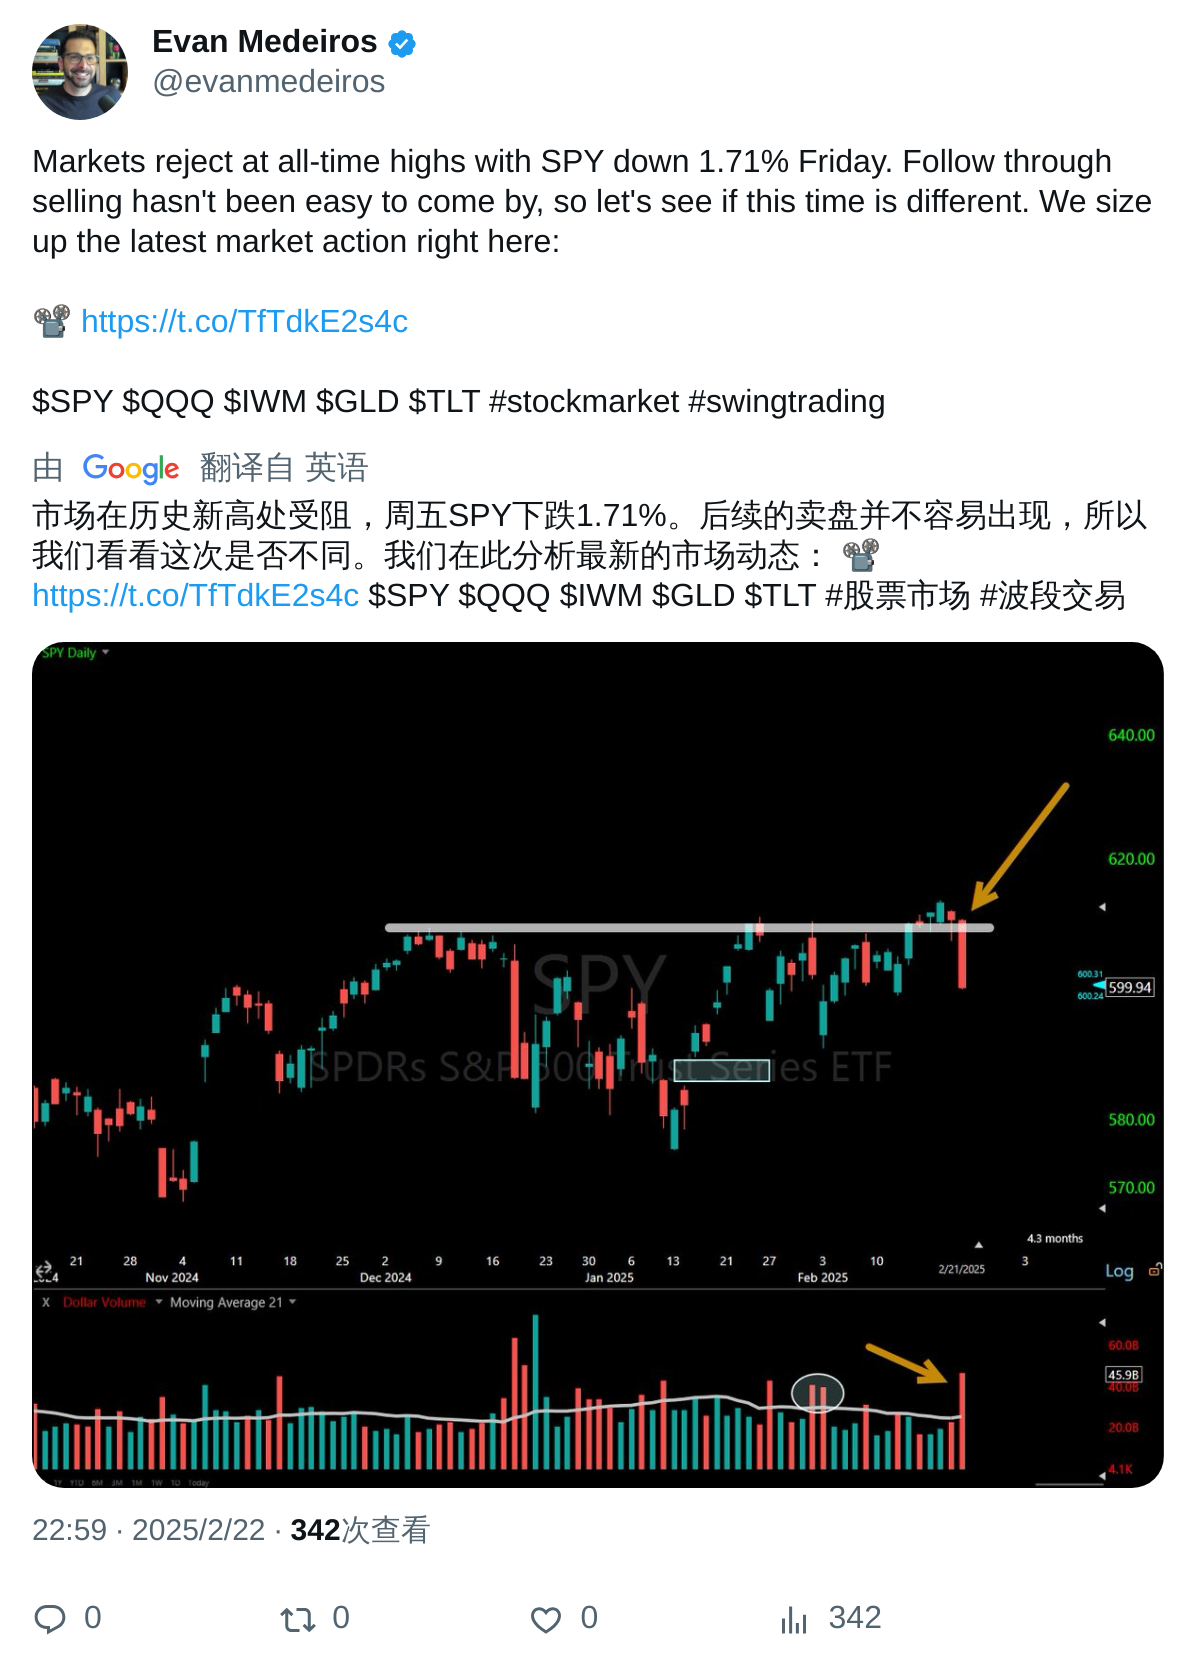 Evan Medeiros
@evanmedeiros
Markets reject at all-time highs with SPY down 1.71% Friday. Follow through
selling hasn't been easy to come by, so let's see if this time is different. We size
up the latest market action right here:
https://t.co/TfTdkE2s4c
$SPY $QQQ $IWM $GLD $TLT #stockmarket #swingtrading
由 Google 翻译自 英语
市场在历史新高处受阻，周五SPY下跌1.71%。后续的卖盘并不容易出现，所以
我们看看这次是否不同。我们在此分析最新的市场动态：
https://t.co/TfTdkE2s4c $SPY $QQQ $IWM $GLD $TLT #股票市场 #波段交易
SPY Daily
640.00
620.00
SPY
600.31
599.94
600.24
SPDRs S&P 500 Trust Series ETF
580.00
570.00
4.3 months
21 28 4 11 18 25 2 9 16 23 30 6 13 21 27 3 10 2/21/2025 3
Nov 2024 Dec 2024 Jan 2025 Feb 2025
Log
X Dollar Volume Moving Average 21
60.0B
45.9B
40.0B
20.0B
4.1K
1Y YTD 6M 3M 1M 1W 1D Today
22:59 · 2025/2/22 · 342次查看
0 0 0 342